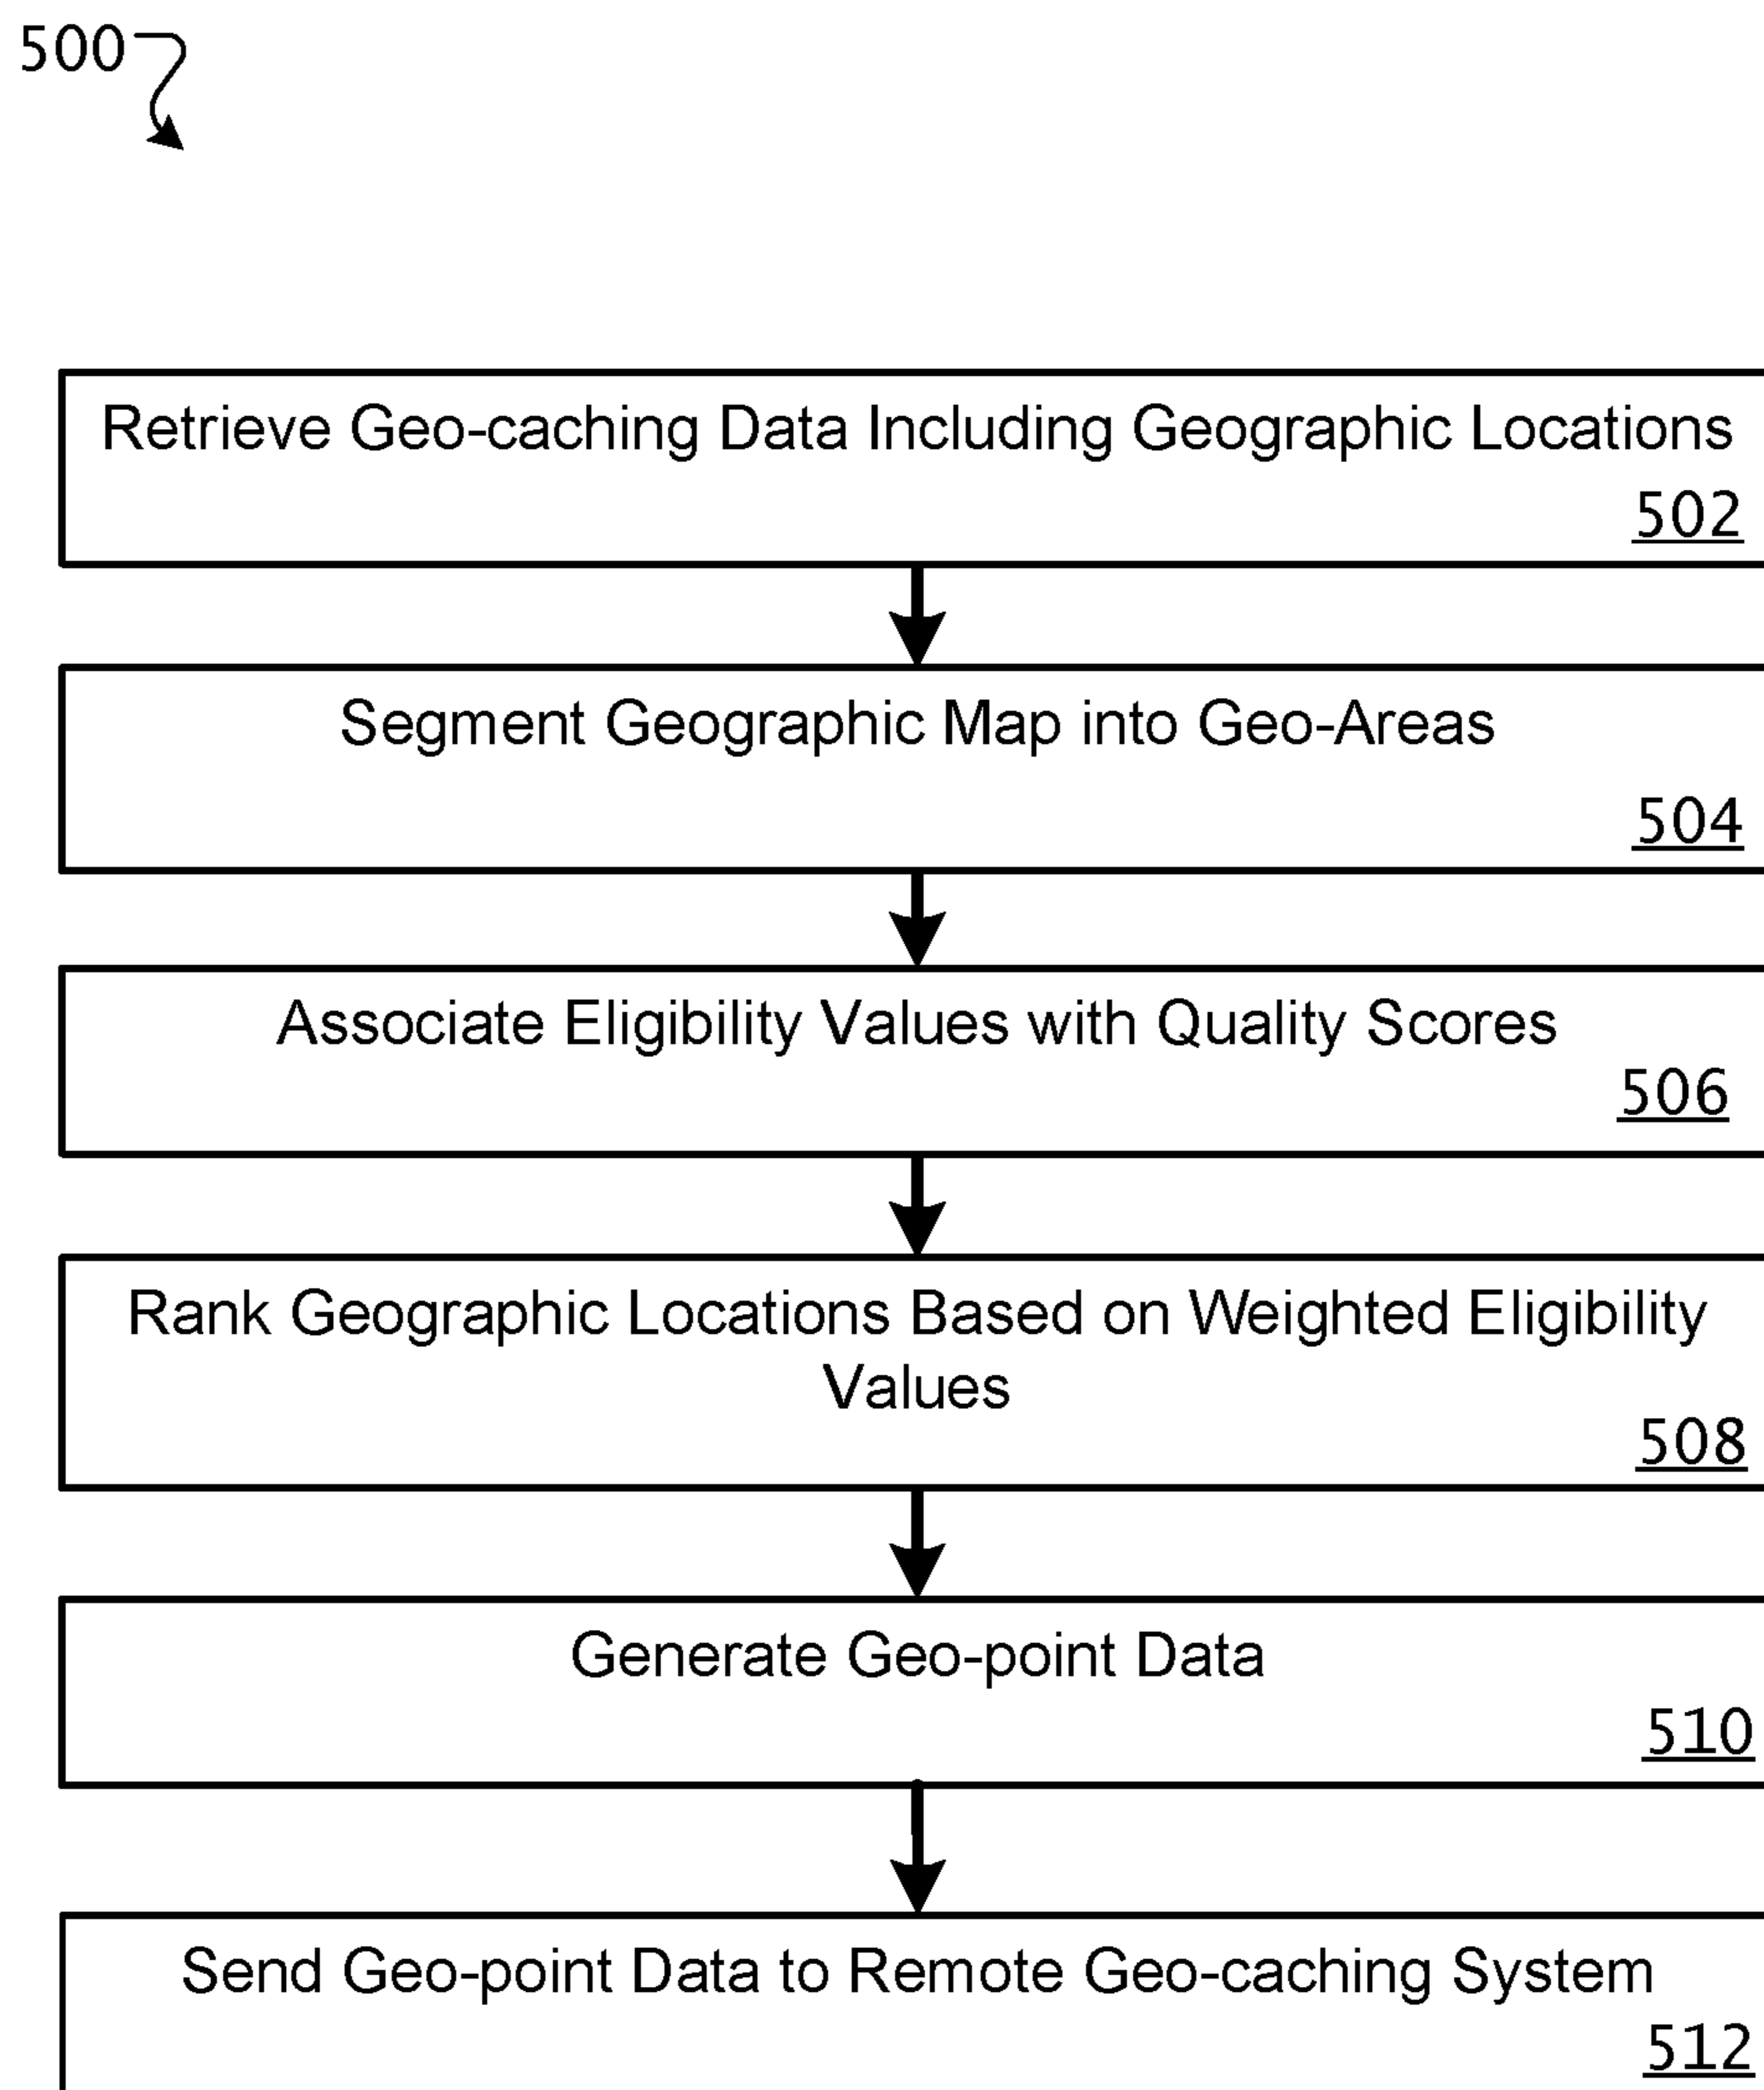 500
Retrieve Geo-caching Data Including Geographic Locations
502
Segment Geographic Map into Geo-Areas
504
Associate Eligibility Values with Quality Scores
506
Rank Geographic Locations Based on Weighted Eligibility
Values
508
Generate Geo-point Data
510
Send Geo-point Data to Remote Geo-caching System
512